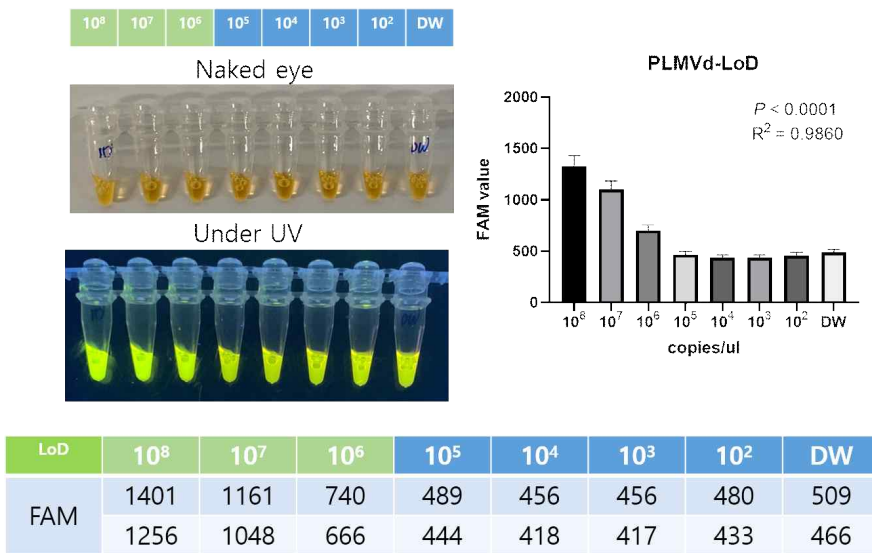 10⁸ 10⁷ 10⁶ 10⁵ 10⁴ 10³ 10² DW
Naked eye
DW
Under UV
PLMVd-LoD
P < 0.0001
R² = 0.9860
FAM value
2000
1500
1000
500
0
10⁸ 10⁷ 10⁶ 10⁵ 10⁴ 10³ 10² DW
copies/ul
LoD 10⁸ 10⁷ 10⁶ 10⁵ 10⁴ 10³ 10² DW
FAM
1401 1161 740 489 456 456 480 509
1256 1048 666 444 418 417 433 466